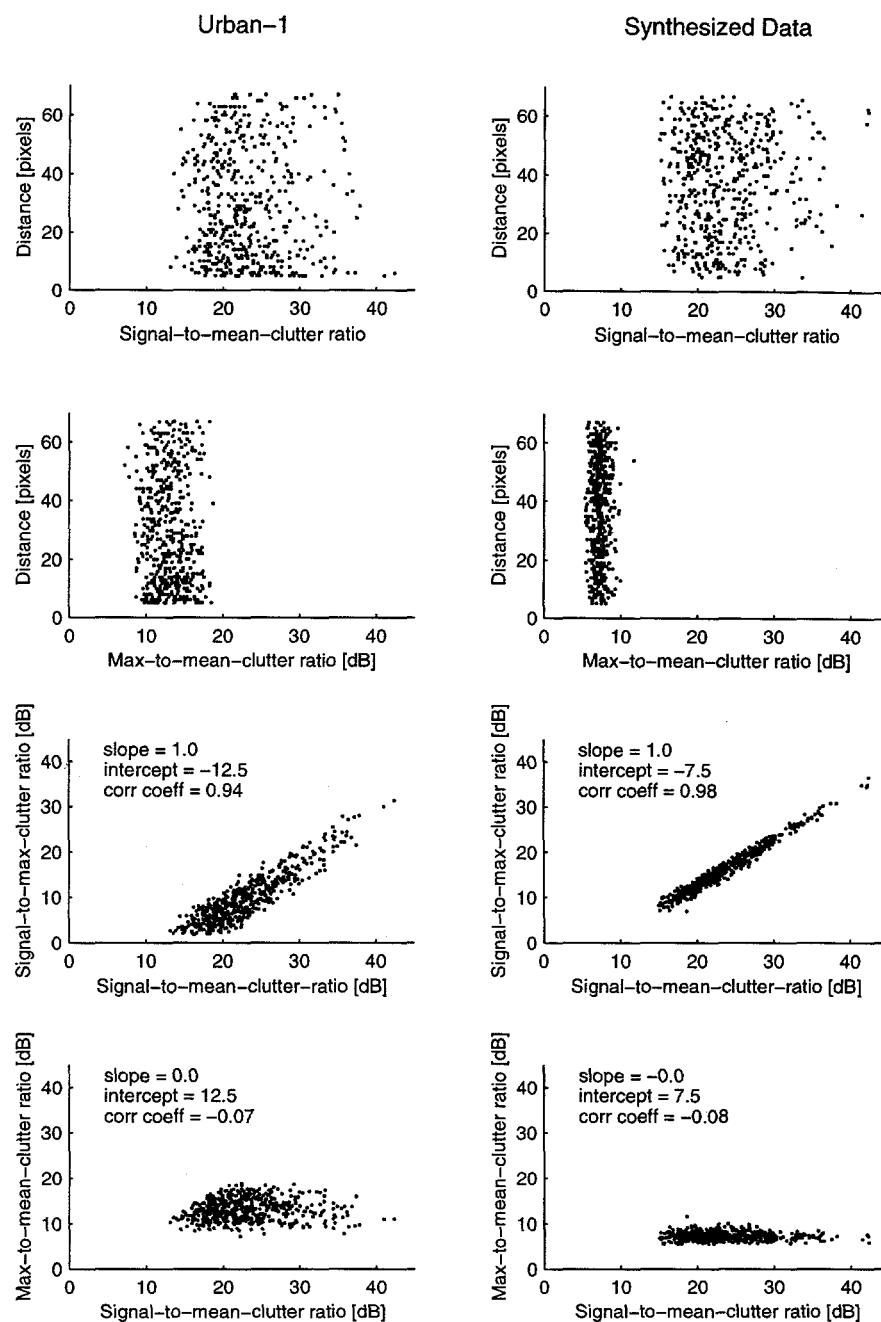 Urban−1
Synthesized Data
Distance [pixels]
60
40
20
0
0 10 20 30 40
Signal−to−mean−clutter ratio
Distance [pixels]
60
40
20
0
0 10 20 30 40
Signal−to−mean−clutter ratio
Distance [pixels]
60
40
20
0
0 10 20 30 40
Max−to−mean−clutter ratio [dB]
Distance [pixels]
60
40
20
0
0 10 20 30 40
Max−to−mean−clutter ratio [dB]
Signal−to−max−clutter ratio [dB]
40
30
20
10
0
slope = 1.0
intercept = −12.5
corr coeff = 0.94
0 10 20 30 40
Signal−to−mean−clutter−ratio [dB]
Signal−to−max−clutter ratio [dB]
40
30
20
10
0
slope = 1.0
intercept = −7.5
corr coeff = 0.98
0 10 20 30 40
Signal−to−mean−clutter−ratio [dB]
Max−to−mean−clutter ratio [dB]
40
30
20
10
0
slope = 0.0
intercept = 12.5
corr coeff = −0.07
0 10 20 30 40
Signal−to−mean−clutter ratio [dB]
Max−to−mean−clutter ratio [dB]
40
30
20
10
0
slope = −0.0
intercept = 7.5
corr coeff = −0.08
0 10 20 30 40
Signal−to−mean−clutter ratio [dB]